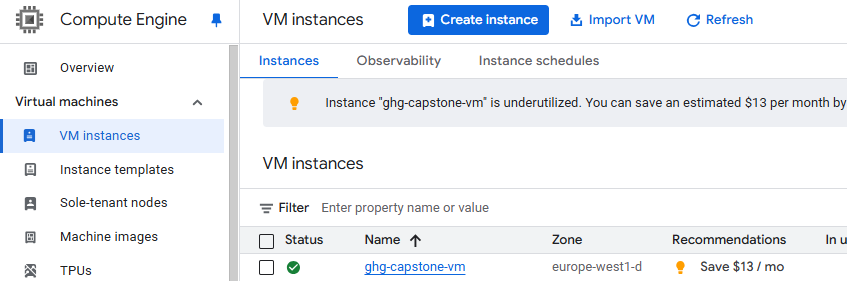 Compute Engine
VM instances
Create instance
Import VM
Refresh
Overview
Virtual machines
VM instances
Instance templates
Sole-tenant nodes
Machine images
TPUs
Instances
Observability
Instance schedules
Instance "ghg-capstone-vm" is underutilized. You can save an estimated $13 per month by
VM instances
Filter Enter property name or value
Status Name Zone Recommendations In u
ghg-capstone-vm europe-west1-d Save $13 / mo